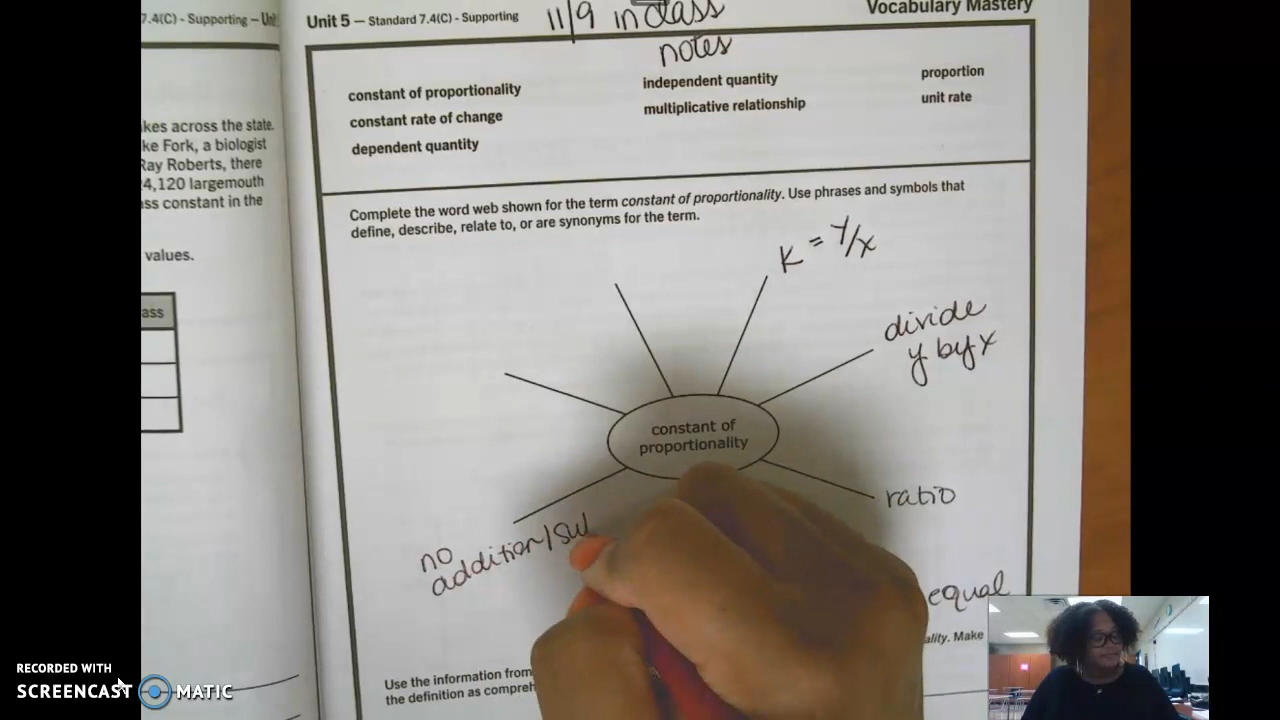 7.4(C) - Supporting – Unit
Unit 5 — Standard 7.4(C) - Supporting
Vocabulary Mastery
11/9 in class
notes
constant of proportionality
independent quantity
proportion
constant rate of change
multiplicative relationship
unit rate
dependent quantity
akes across the state.
ke Fork, a biologist
Ray Roberts, there
4,120 largemouth
ass constant in the
values.
ass
Complete the word web shown for the term constant of proportionality. Use phrases and symbols that
define, describe, relate to, or are synonyms for the term.
K = Y/X
divide
y by x
constant of
proportionality
ratio
no
addition/su
equal
ality. Make
Use the information from
the definition as compreh
RECORDED WITH
SCREENCAST MATIC